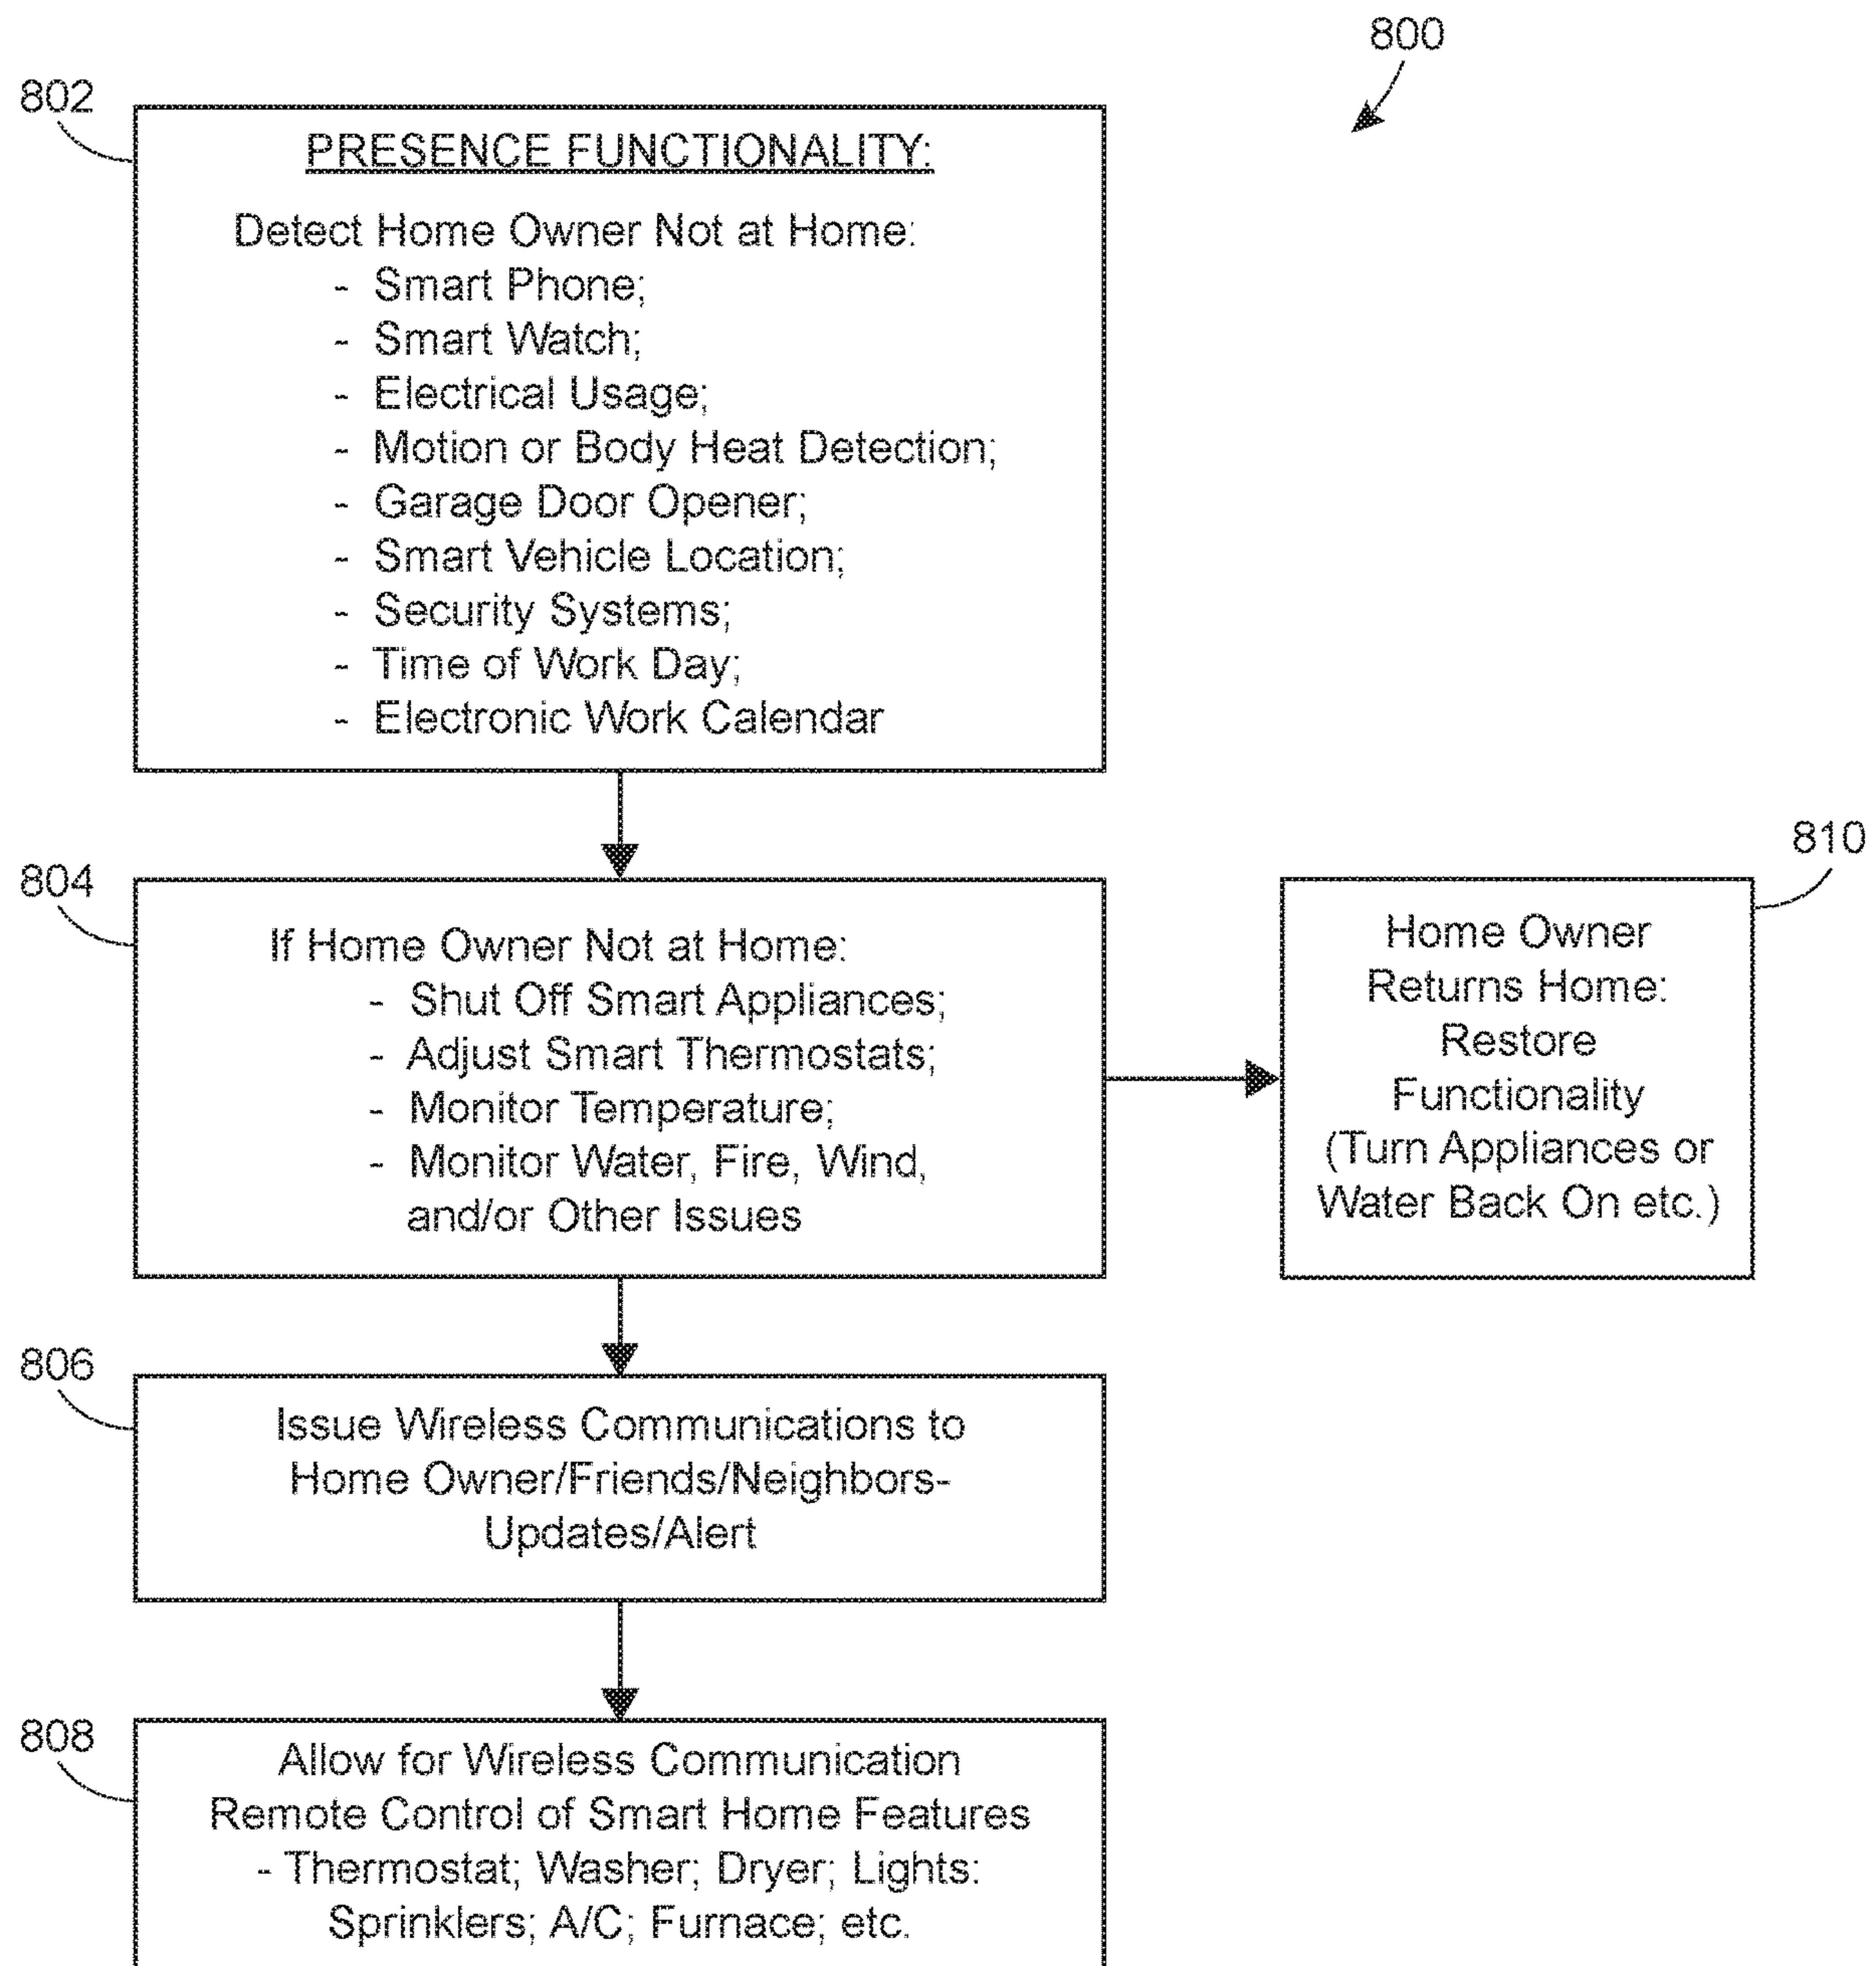 800
802
PRESENCE FUNCTIONALITY:
Detect Home Owner Not at Home:
- Smart Phone;
- Smart Watch;
- Electrical Usage;
- Motion or Body Heat Detection;
- Garage Door Opener;
- Smart Vehicle Location;
- Security Systems;
- Time of Work Day;
- Electronic Work Calendar
804
If Home Owner Not at Home:
- Shut Off Smart Appliances;
- Adjust Smart Thermostats;
- Monitor Temperature;
- Monitor Water, Fire, Wind,
and/or Other Issues
810
Home Owner
Returns Home:
Restore
Functionality
(Turn Appliances or
Water Back On etc.)
806
Issue Wireless Communications to
Home Owner/Friends/Neighbors-
Updates/Alert
808
Allow for Wireless Communication
Remote Control of Smart Home Features
- Thermostat; Washer; Dryer; Lights:
Sprinklers; A/C; Furnace; etc.